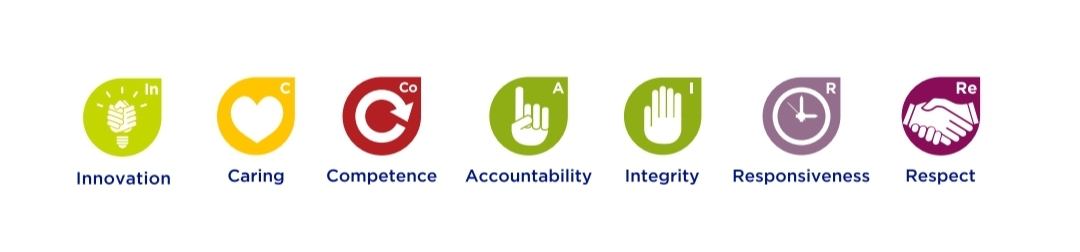 In
C
Co
A
I
R
Re
Innovation
Caring
Competence
Accountability
Integrity
Responsiveness
Respect